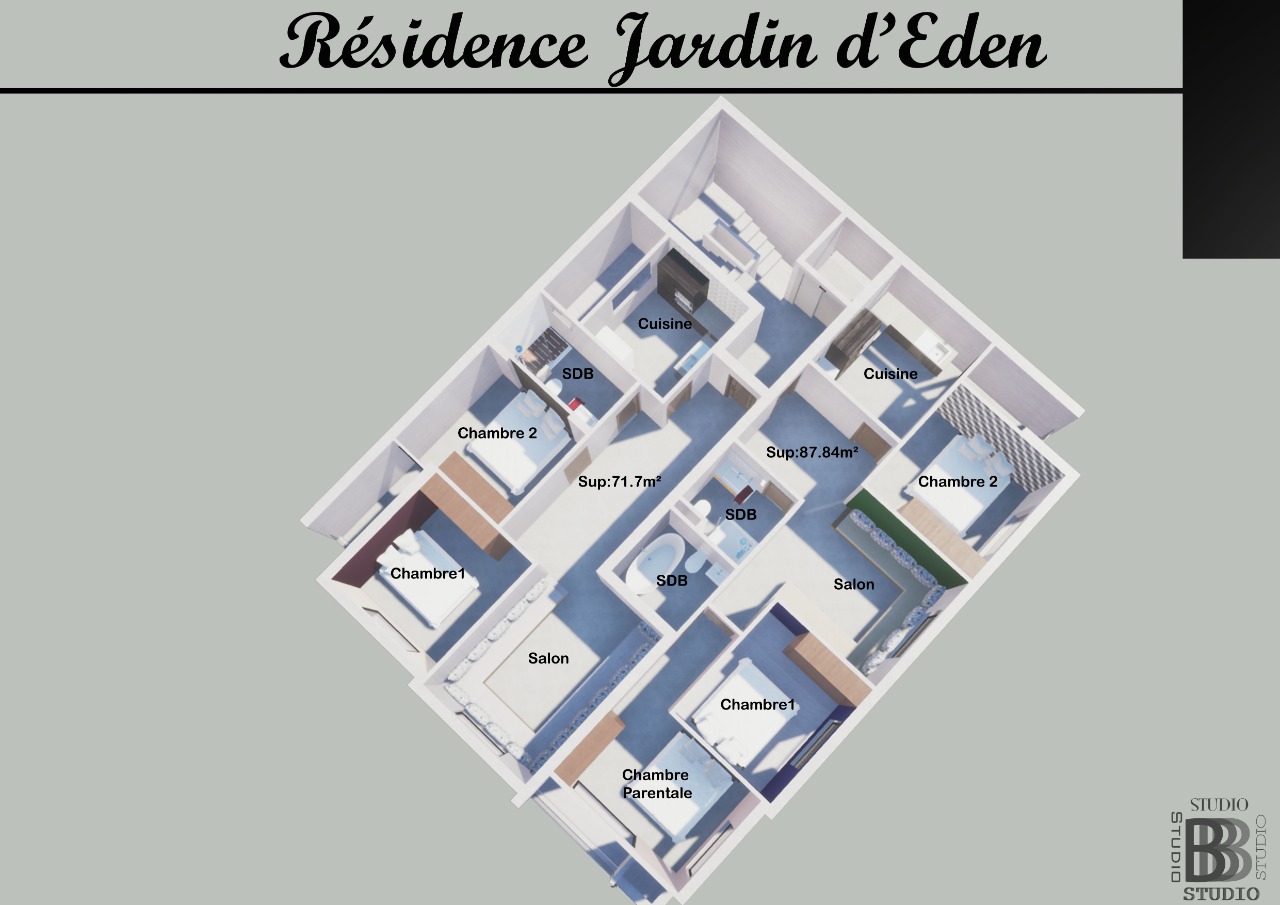 Résidence Jardin d'Eden
Cuisine
SDB
Cuisine
Chambre 2
Sup:87.84m²
Sup:71.7m²
Chambre 2
SDB
Chambre1
SDB
Salon
Salon
Chambre1
Chambre
Parentale
STUDIO
STUDIO
B
STUDIO
STUDIO